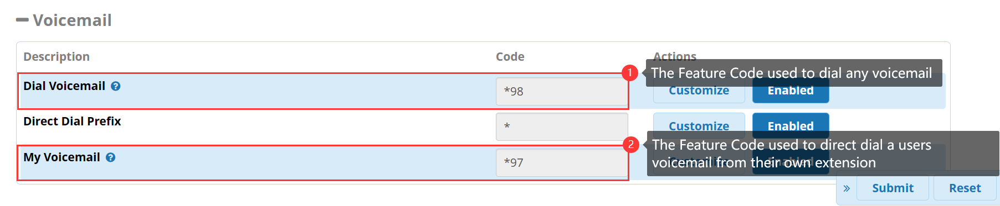 Voicemail
Description Code Actions
1 The Feature Code used to dial any voicemail
Dial Voicemail ? *98 Customize Enabled
Direct Dial Prefix * Customize Enabled
2 The Feature Code used to direct dial a users
voicemail from their own extension
My Voicemail ? *97 Customize Enabled
» Submit Reset